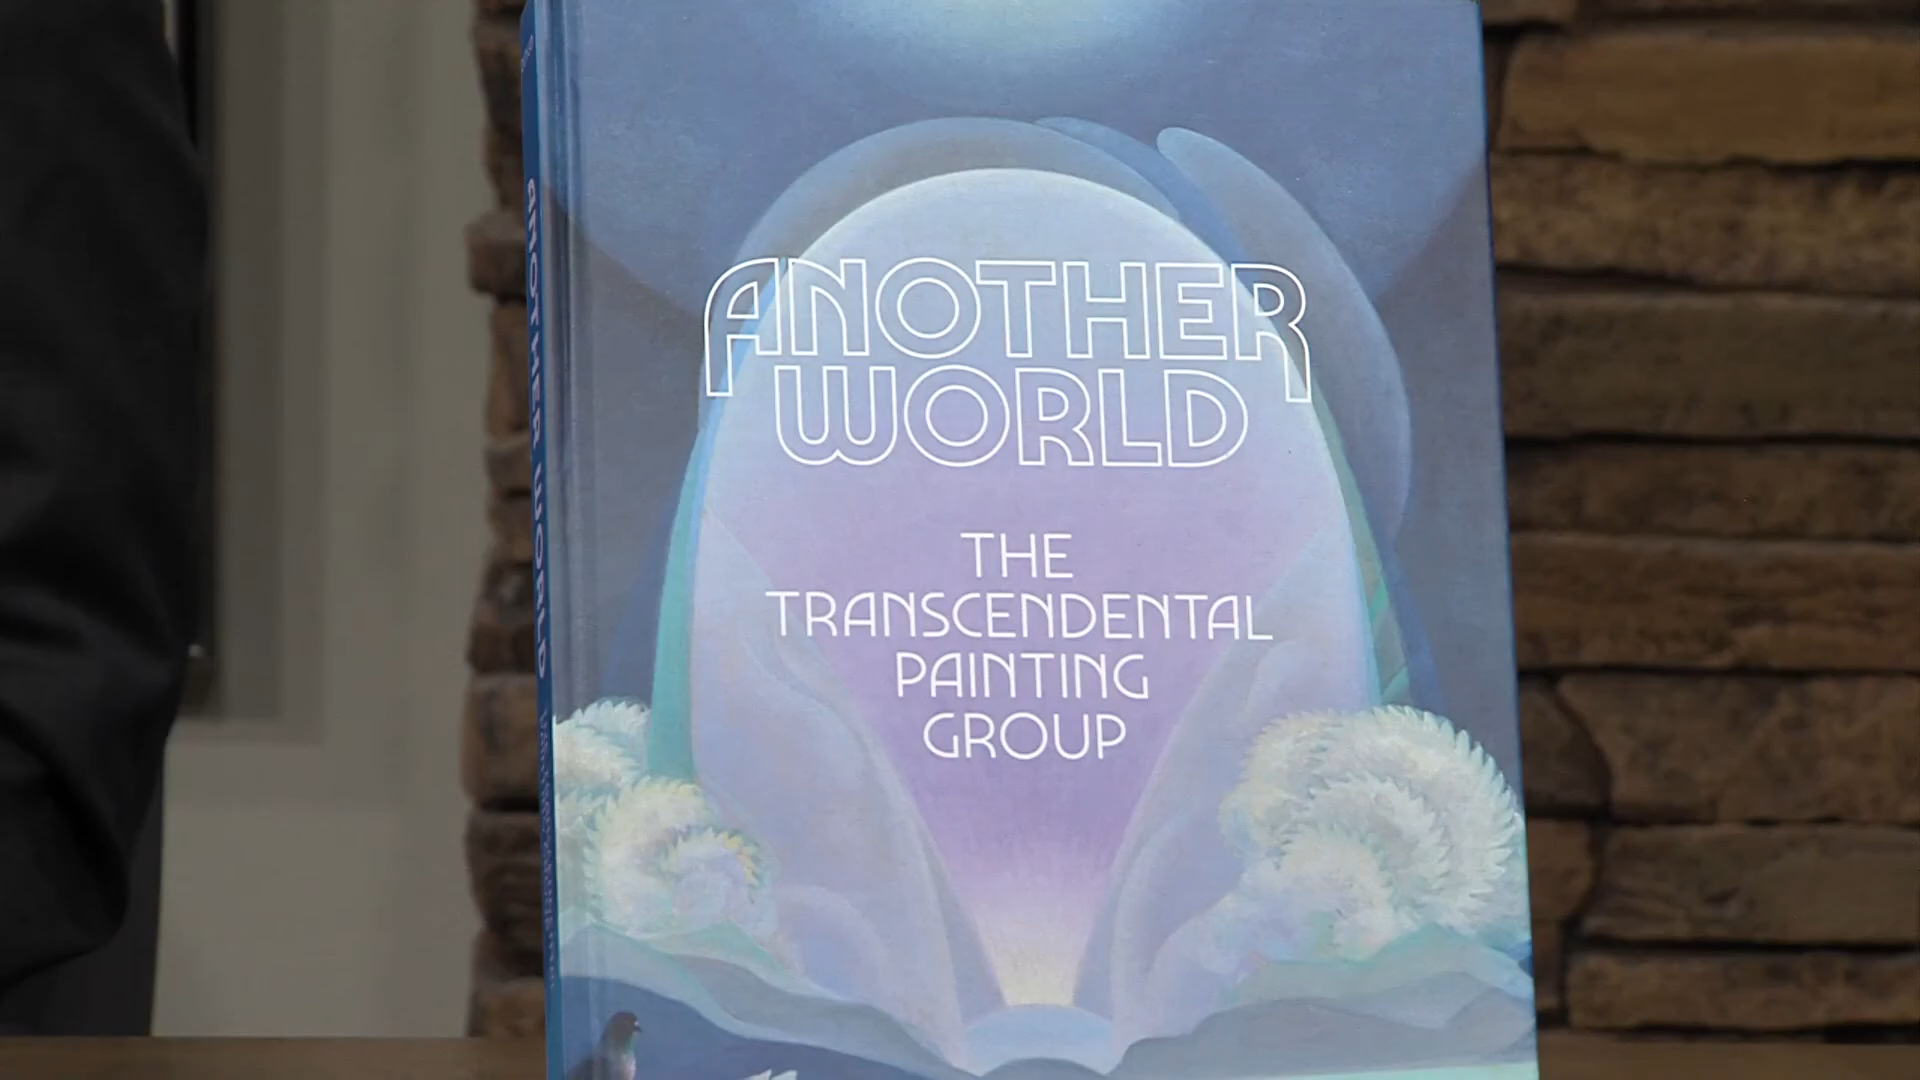 ANOTHER
WORLD
THE
TRANSCENDENTAL
PAINTING
GROUP
ANOTHER WORLD